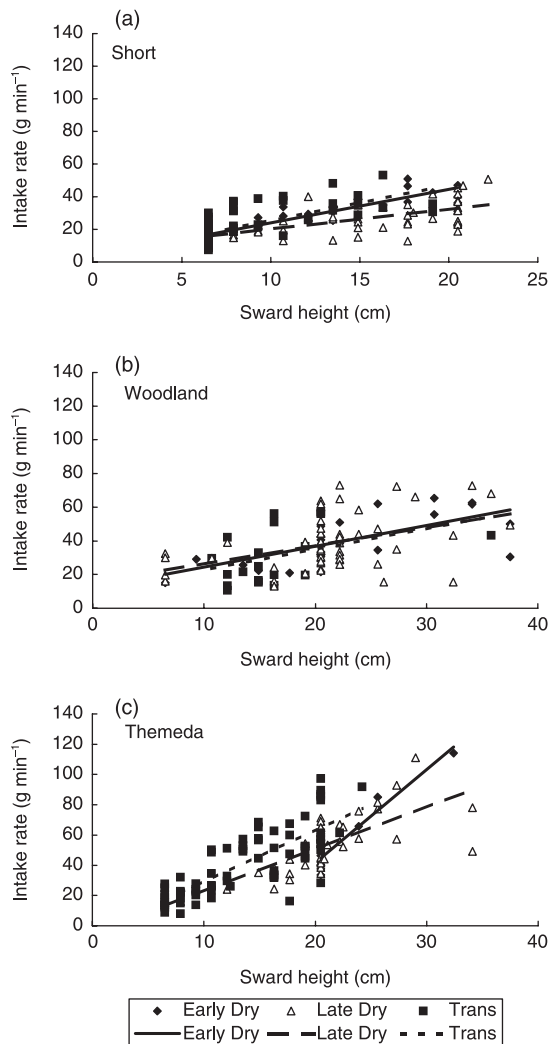 (a)
Short
Intake rate (g min⁻¹)
140
120
100
80
60
40
20
0
0 5 10 15 20 25
Sward height (cm)
(b)
Woodland
Intake rate (g min⁻¹)
140
120
100
80
60
40
20
0
0 10 20 30 40
Sward height (cm)
(c)
Themeda
Intake rate (g min⁻¹)
140
120
100
80
60
40
20
0
0 10 20 30 40
Sward height (cm)
Early Dry Late Dry Trans
Early Dry Late Dry Trans